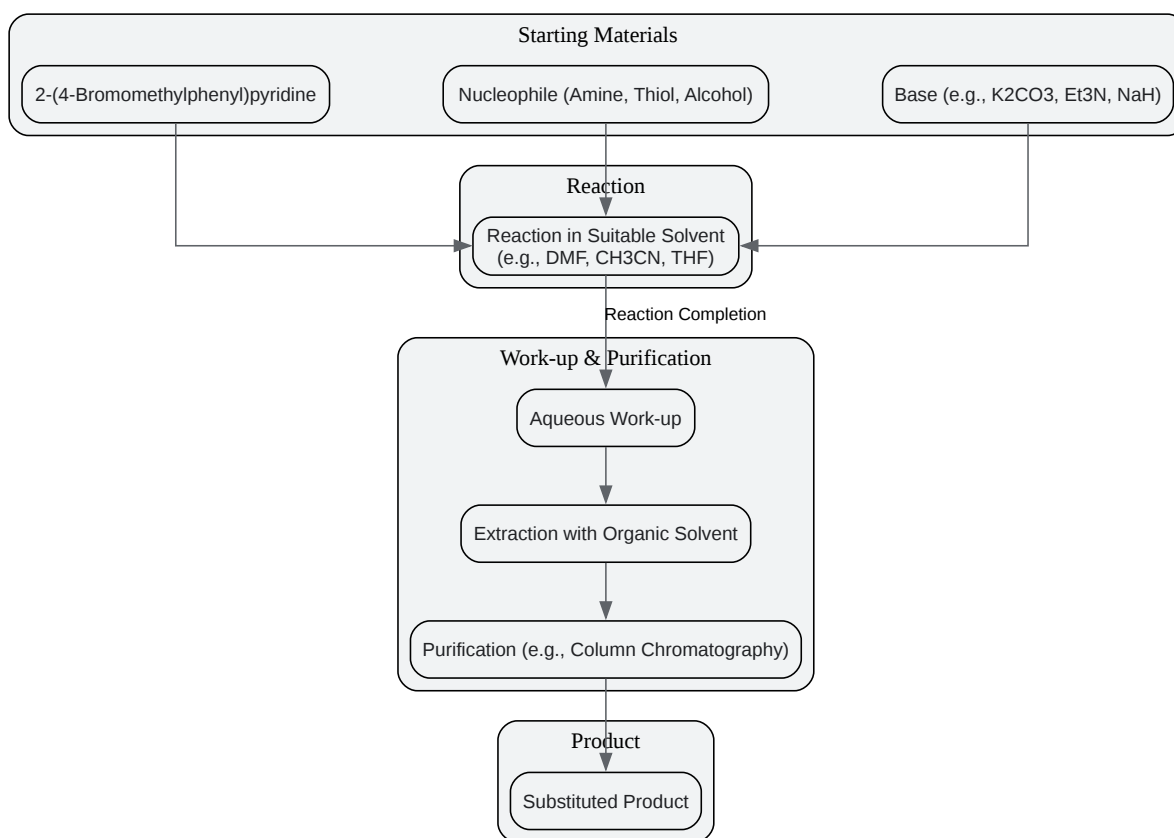 Starting Materials
2-(4-Bromomethylphenyl)pyridine
Nucleophile (Amine, Thiol, Alcohol)
Base (e.g., K2CO3, Et3N, NaH)
Reaction
Reaction in Suitable Solvent
(e.g., DMF, CH3CN, THF)
Reaction Completion
Work-up & Purification
Aqueous Work-up
Extraction with Organic Solvent
Purification (e.g., Column Chromatography)
Product
Substituted Product